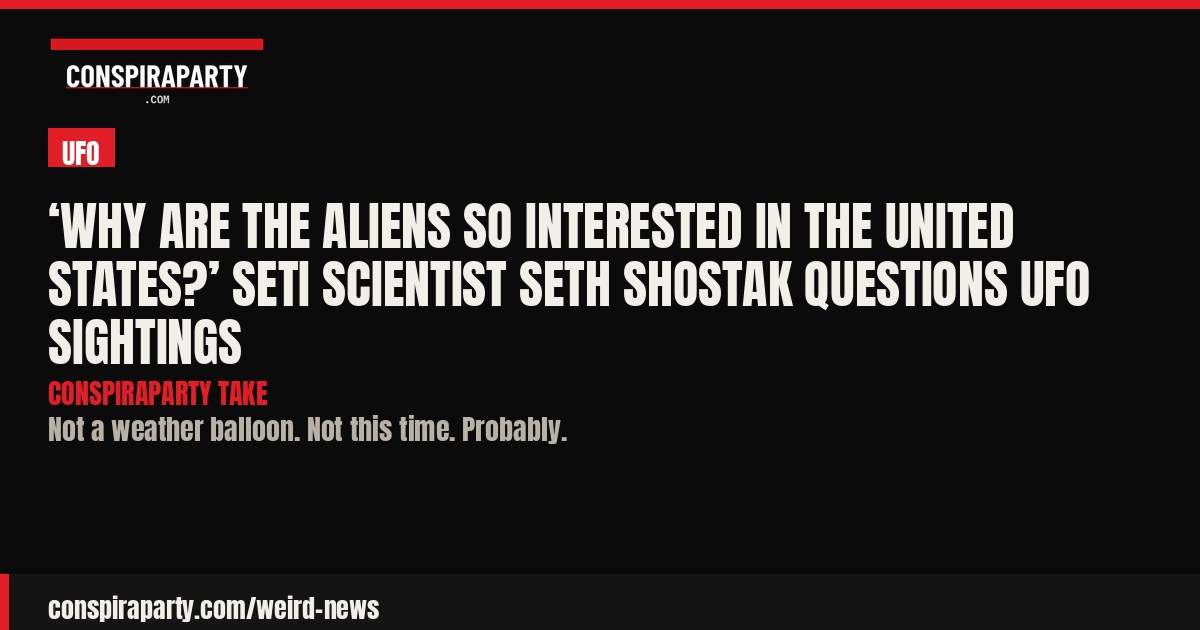 CONSPIRAPARTY
.COM
UFO
‘WHY ARE THE ALIENS SO INTERESTED IN THE UNITED
STATES?’ SETI SCIENTIST SETH SHOSTAK QUESTIONS UFO
SIGHTINGS
CONSPIRAPARTY TAKE
Not a weather balloon. Not this time. Probably.
conspiraparty.com/weird-news